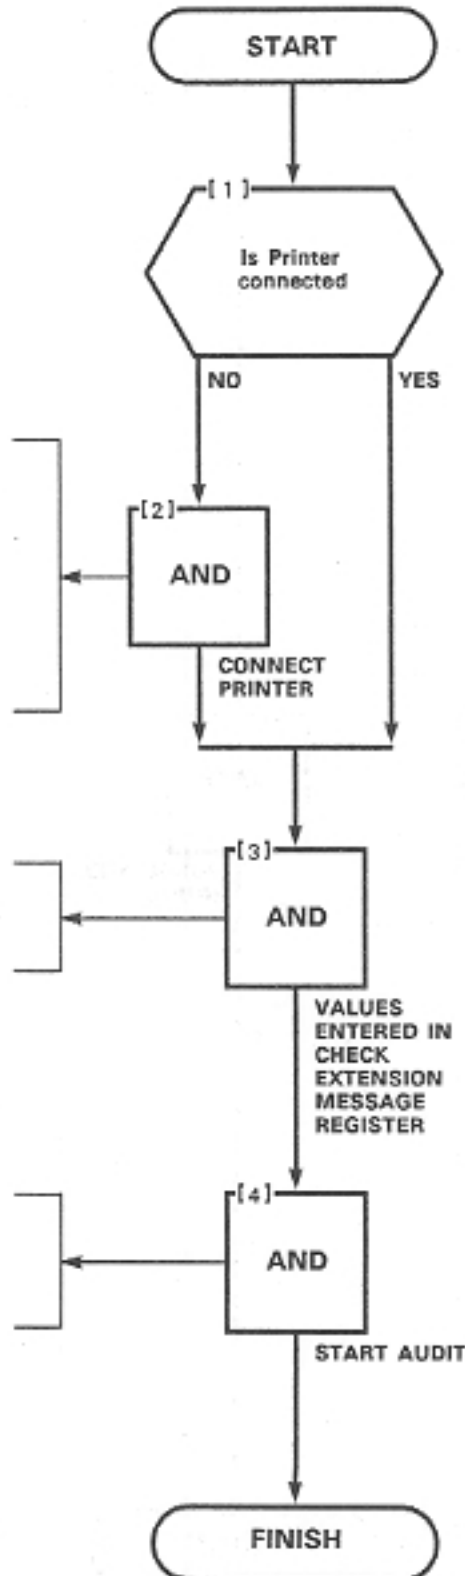 START
[1]
Is Printer
connected
NO
YES
[2]
AND
CONNECT
PRINTER
[3]
AND
VALUES
ENTERED IN
CHECK
EXTENSION
MESSAGE
REGISTER
[4]
AND
START AUDIT
FINISH